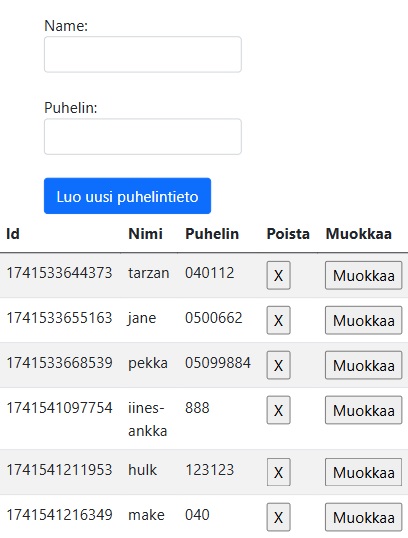 Name:
Puhelin:
Luo uusi puhelintieto
Id Nimi Puhelin Poista Muokkaa
1741533644373 tarzan 040112 X Muokkaa
1741533655163 jane 0500662 X Muokkaa
1741533668539 pekka 05099884 X Muokkaa
1741541097754 iines- 888 X Muokkaa
ankka
1741541211953 hulk 123123 X Muokkaa
1741541216349 make 040 X Muokkaa